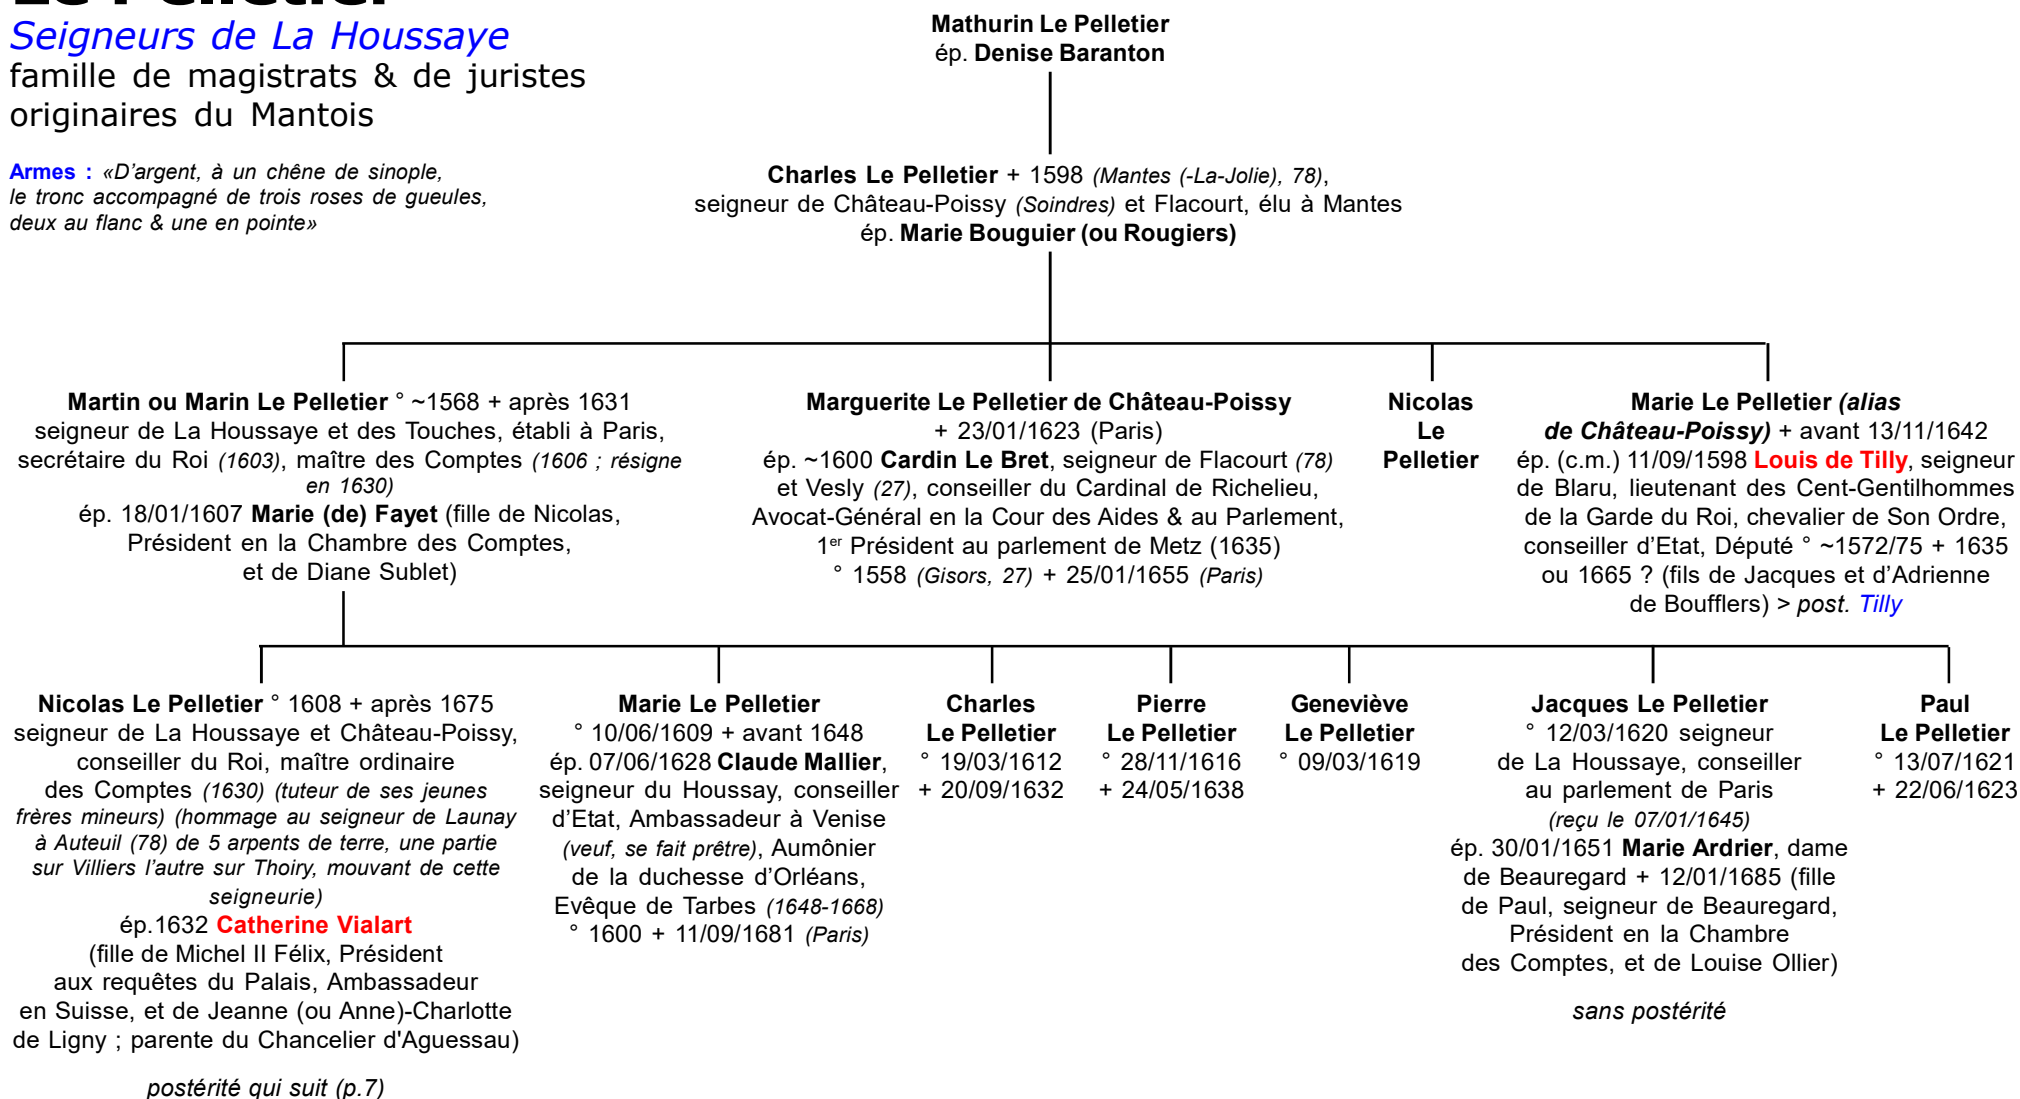 Le Pelletier
Seigneurs de La Houssaye
famille de magistrats & de juristes
originaires du Mantois
Armes : «D’argent, à un chêne de sinople,
le tronc accompagné de trois roses de gueules,
deux au flanc & une en pointe»
Mathurin Le Pelletier
ép. Denise Baranton
Charles Le Pelletier + 1598 (Mantes (-La-Jolie), 78),
seigneur de Château-Poissy (Soindres) et Flacourt, élu à Mantes
ép. Marie Bouguier (ou Rougiers)
Martin ou Marin Le Pelletier ° ~1568 + après 1631
seigneur de La Houssaye et des Touches, établi à Paris,
secrétaire du Roi (1603), maître des Comptes (1606 ; résigne
en 1630)
ép. 18/01/1607 Marie (de) Fayet (fille de Nicolas,
Président en la Chambre des Comptes,
et de Diane Sublet)
Marguerite Le Pelletier de Château-Poissy
+ 23/01/1623 (Paris)
ép. ~1600 Cardin Le Bret, seigneur de Flacourt (78)
et Vesly (27), conseiller du Cardinal de Richelieu,
Avocat-Général en la Cour des Aides & au Parlement,
1er Président au parlement de Metz (1635)
° 1558 (Gisors, 27) + 25/01/1655 (Paris)
Nicolas
Le
Pelletier
Marie Le Pelletier (alias
de Château-Poissy) + avant 13/11/1642
ép. (c.m.) 11/09/1598 Louis de Tilly, seigneur
de Blaru, lieutenant des Cent-Gentilhommes
de la Garde du Roi, chevalier de Son Ordre,
conseiller d’Etat, Député ° ~1572/75 + 1635
ou 1665 ? (fils de Jacques et d’Adrienne
de Boufflers) > post. Tilly
Nicolas Le Pelletier ° 1608 + après 1675
seigneur de La Houssaye et Château-Poissy,
conseiller du Roi, maître ordinaire
des Comptes (1630) (tuteur de ses jeunes
frères mineurs) (hommage au seigneur de Launay
à Auteuil (78) de 5 arpents de terre, une partie
sur Villiers l’autre sur Thoiry, mouvant de cette
seigneurie)
ép.1632 Catherine Vialart
(fille de Michel II Félix, Président
aux requêtes du Palais, Ambassadeur
en Suisse, et de Jeanne (ou Anne)-Charlotte
de Ligny ; parente du Chancelier d'Aguessau)
postérité qui suit (p.7)
Marie Le Pelletier
° 10/06/1609 + avant 1648
ép. 07/06/1628 Claude Mallier,
seigneur du Houssay, conseiller
d’Etat, Ambassadeur à Venise
(veuf, se fait prêtre), Aumônier
de la duchesse d’Orléans,
Evêque de Tarbes (1648-1668)
° 1600 + 11/09/1681 (Paris)
Charles
Le Pelletier
° 19/03/1612
+ 20/09/1632
Pierre
Le Pelletier
° 28/11/1616
+ 24/05/1638
Geneviève
Le Pelletier
° 09/03/1619
Jacques Le Pelletier
° 12/03/1620 seigneur
de La Houssaye, conseiller
au parlement de Paris
(reçu le 07/01/1645)
ép. 30/01/1651 Marie Ardrier, dame
de Beauregard + 12/01/1685 (fille
de Paul, seigneur de Beauregard,
Président en la Chambre
des Comptes, et de Louise Ollier)
sans postérité
Paul
Le Pelletier
° 13/07/1621
+ 22/06/1623